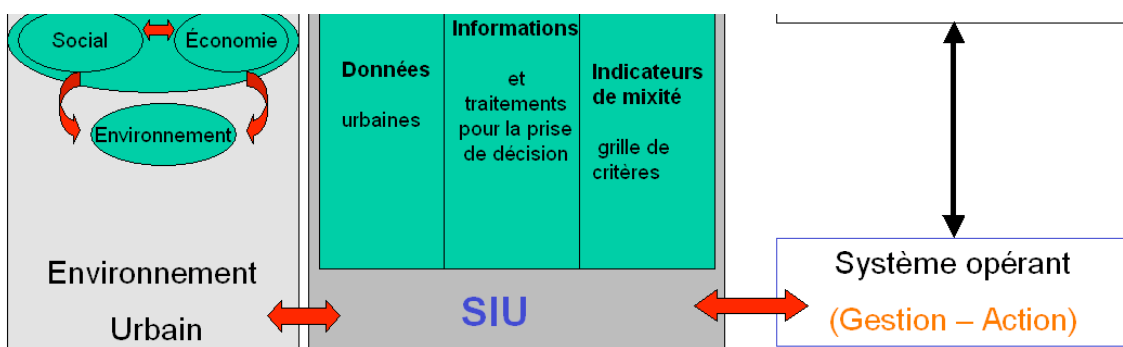 Social
Économie
Environnement
Environnement
Urbain
Données
urbaines
Informations
et
traitements
pour la prise
de décision
Indicateurs
de mixité
grille de
critères
SIU
Système opérant
(Gestion – Action)